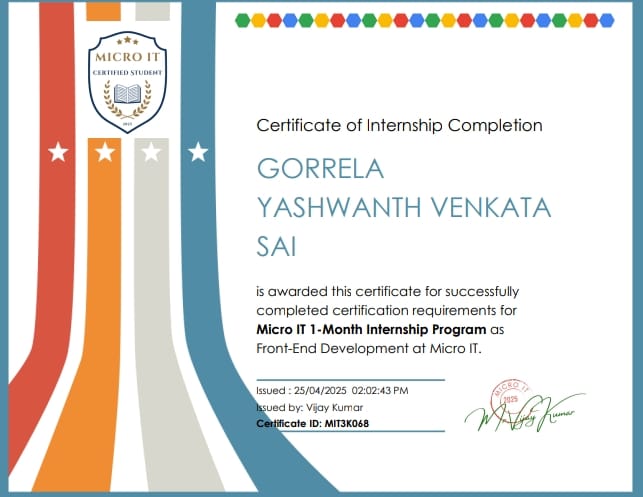 MICRO IT
CERTIFIED STUDENT
2025
Certificate of Internship Completion
GORRELA
YASHWANTH VENKATA
SAI
is awarded this certificate for successfully
completed certification requirements for
Micro IT 1-Month Internship Program as
Front-End Development at Micro IT.
Issued : 25/04/2025 02:02:43 PM
Issued by: Vijay Kumar
Certificate ID: MIT3K068
MICRO IT
2025
M. Vijay Kumar